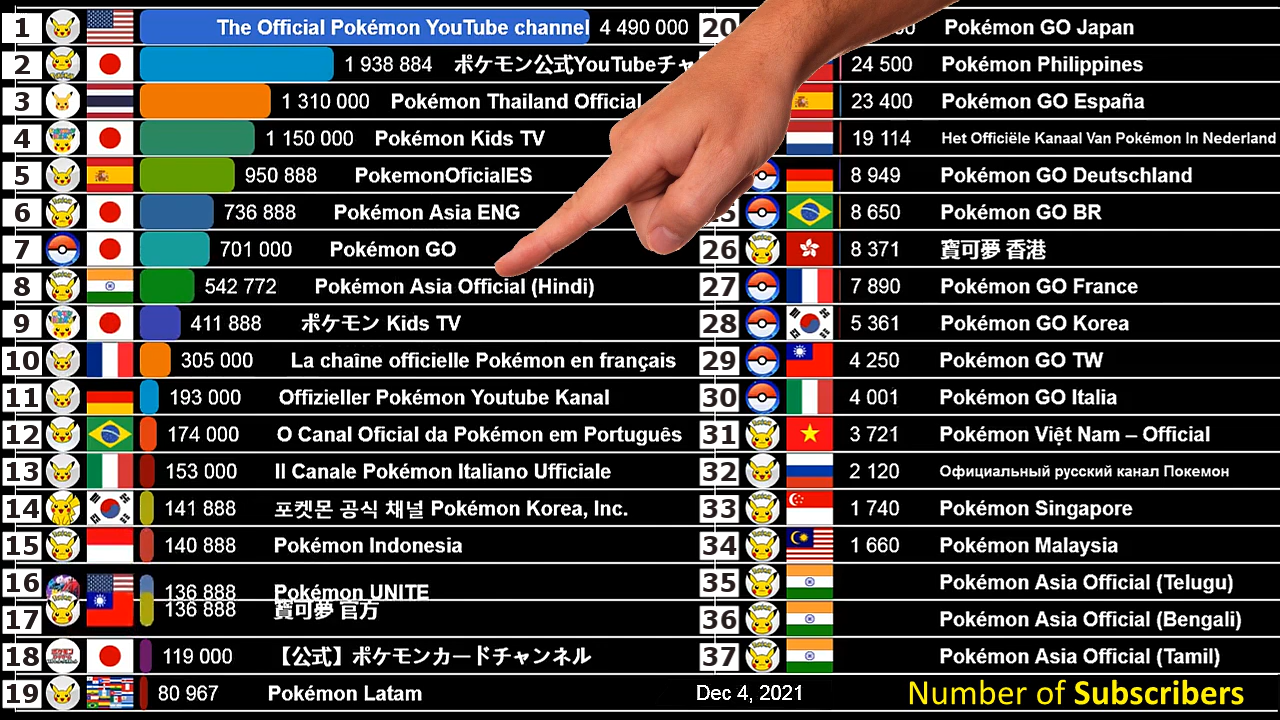 1 The Official Pokémon YouTube channel 4 490 000
2 1 938 884 ポケモン公式YouTubeチャ
3 1 310 000 Pokémon Thailand Official
4 1 150 000 Pokémon Kids TV
5 950 888 PokemonOficialES
6 736 888 Pokémon Asia ENG
7 701 000 Pokémon GO
8 542 772 Pokémon Asia Official (Hindi)
9 411 888 ポケモン Kids TV
10 305 000 La chaîne officielle Pokémon en français
11 193 000 Offizieller Pokémon Youtube Kanal
12 174 000 O Canal Oficial da Pokémon em Português
13 153 000 Il Canale Pokémon Italiano Ufficiale
14 141 888 포켓몬 공식 채널 Pokémon Korea, Inc.
15 140 888 Pokémon Indonesia
16 136 888 Pokémon UNITE
17 136 888 寶可夢 官方
18 119 000 【公式】ポケモンカードチャンネル
19 80 967 Pokémon Latam
20 Pokémon GO Japan
24 500 Pokémon Philippines
23 400 Pokémon GO España
19 114 Het Officiële Kanaal Van Pokémon In Nederland
8 949 Pokémon GO Deutschland
8 650 Pokémon GO BR
26 8 371 寶可夢 香港
27 7 890 Pokémon GO France
28 5 361 Pokémon GO Korea
29 4 250 Pokémon GO TW
30 4 001 Pokémon GO Italia
31 3 721 Pokémon Việt Nam – Official
32 2 120 Официальный русский канал Покемон
33 1 740 Pokémon Singapore
34 1 660 Pokémon Malaysia
35 Pokémon Asia Official (Telugu)
36 Pokémon Asia Official (Bengali)
37 Pokémon Asia Official (Tamil)
Dec 4, 2021
Number of Subscribers